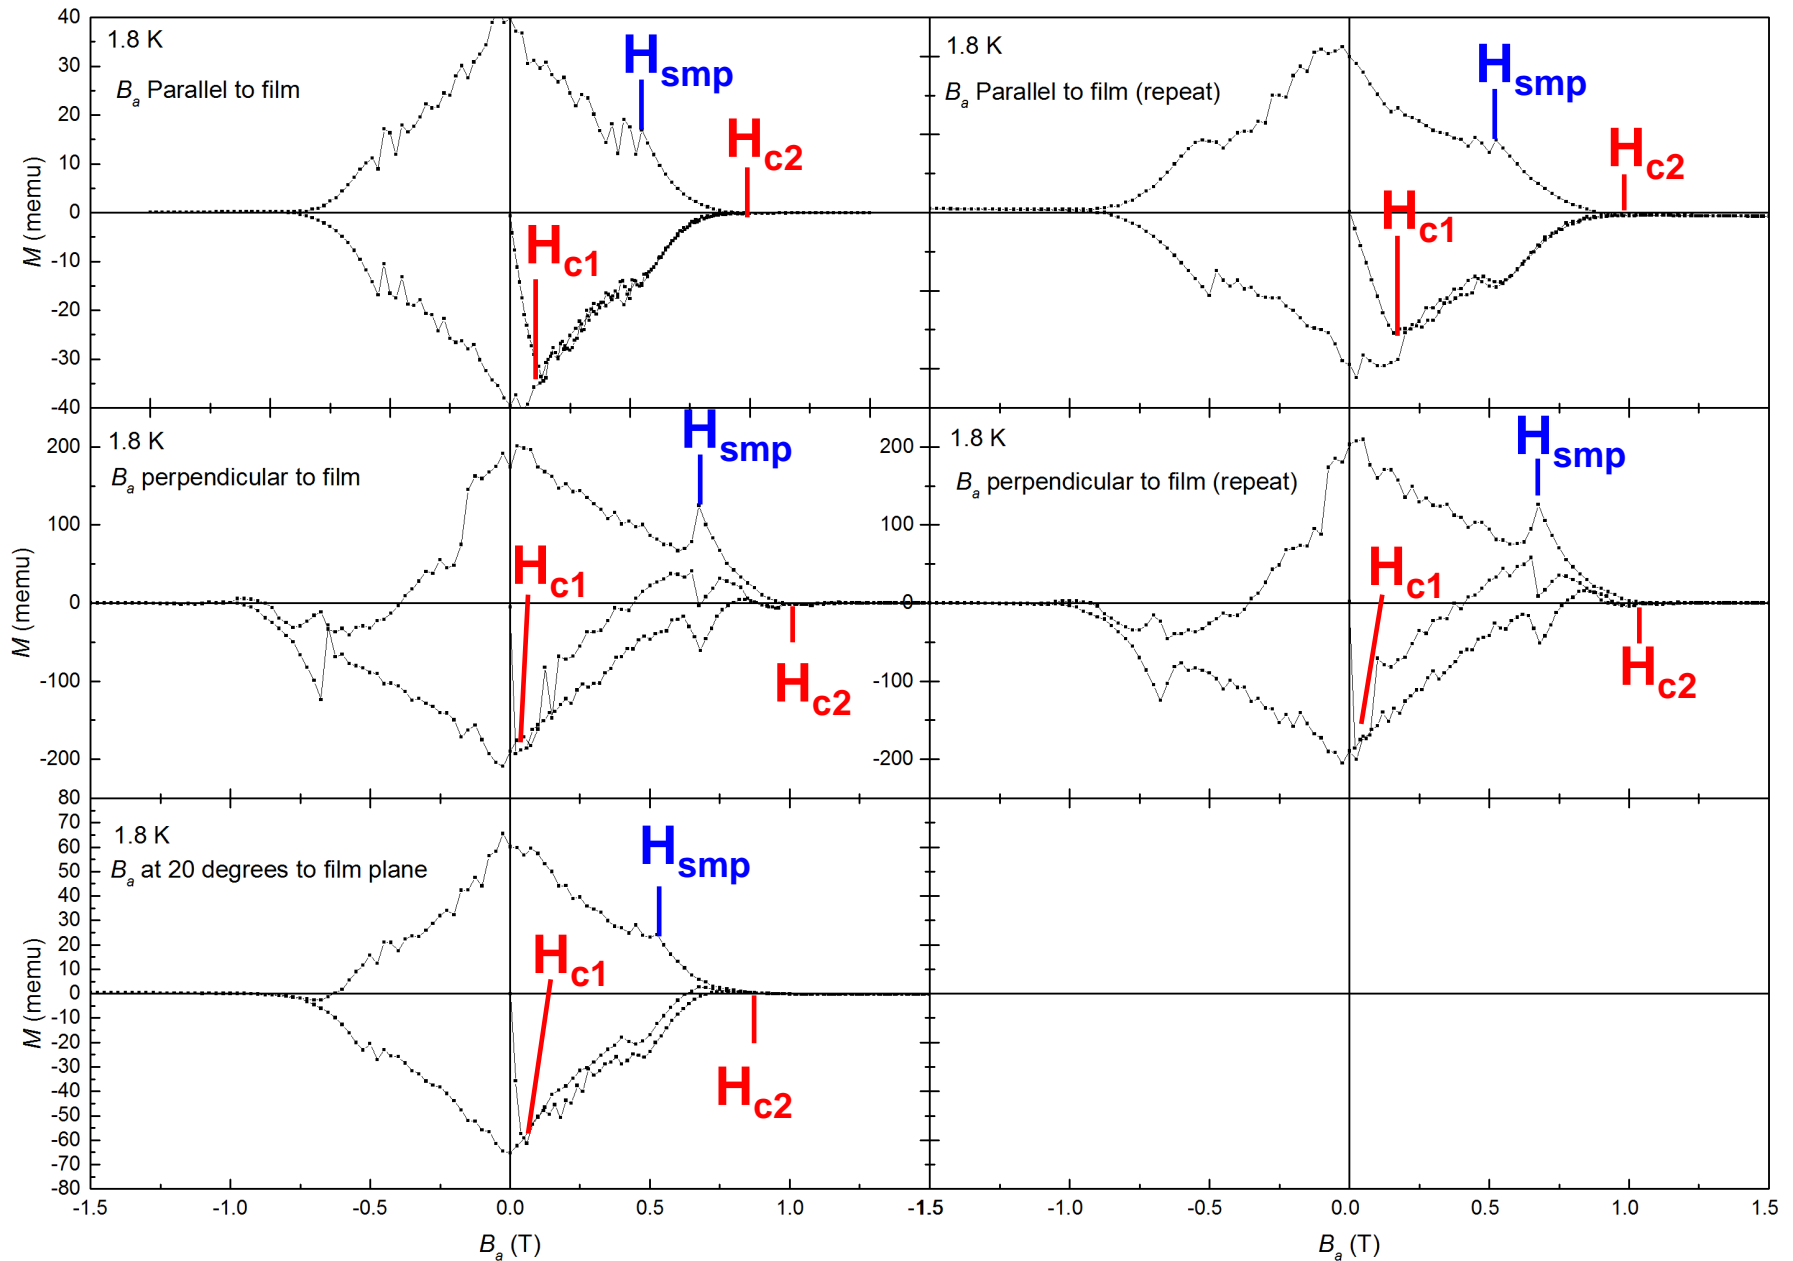 40
30
20
10
0
-10
-20
-30
-40
M (memu)
1.8 K
Ba Parallel to film
Hsmp
Hc2
Hc1
1.8 K
Ba Parallel to film (repeat)
Hsmp
Hc2
Hc1
200
100
0
-100
-200
M (memu)
1.8 K
Ba perpendicular to film
Hsmp
Hc1
Hc2
200
100
0
-100
-200
1.8 K
Ba perpendicular to film (repeat)
Hsmp
Hc1
Hc2
80
70
60
50
40
30
20
10
0
-10
-20
-30
-40
-50
-60
-70
-80
M (memu)
1.8 K
Ba at 20 degrees to film plane
Hsmp
Hc1
Hc2
-1.5 -1.0 -0.5 0.0 0.5 1.0 -1.5 -1.0 -0.5 0.0 0.5 1.0 1.5
Ba (T)
Ba (T)